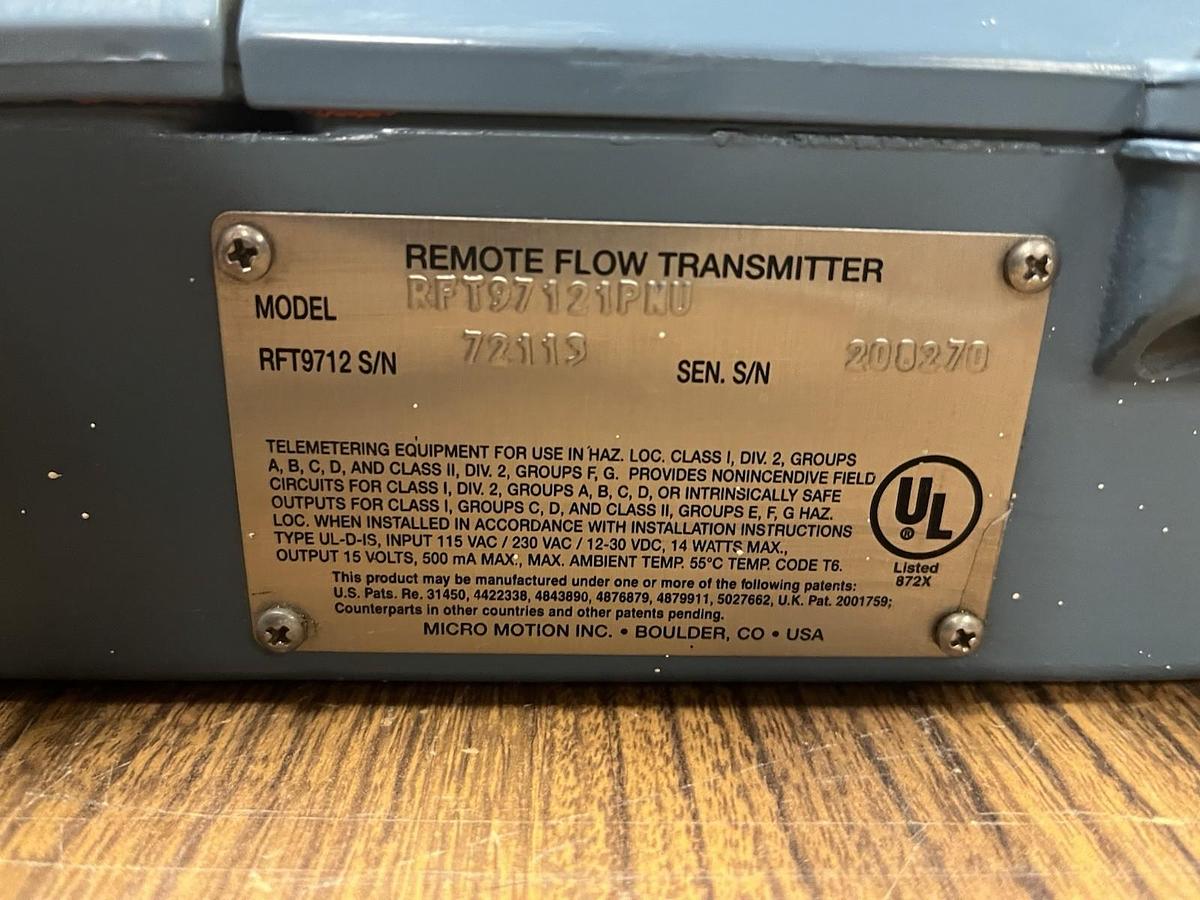 REMOTE FLOW TRANSMITTER
MODEL RFT97121PNU
RFT9712 S/N 72119 SEN. S/N 208270
TELEMETERING EQUIPMENT FOR USE IN HAZ. LOC. CLASS I, DIV. 2, GROUPS
A, B, C, D, AND CLASS II, DIV. 2, GROUPS F, G. PROVIDES NONINCENDIVE FIELD
CIRCUITS FOR CLASS I, DIV. 2, GROUPS A, B, C, D, OR INTRINSICALLY SAFE
OUTPUTS FOR CLASS I, GROUPS C, D, AND CLASS II, GROUPS E, F, G HAZ.
LOC. WHEN INSTALLED IN ACCORDANCE WITH INSTALLATION INSTRUCTIONS
TYPE UL-D-IS, INPUT 115 VAC / 230 VAC / 12-30 VDC, 14 WATTS MAX.,
OUTPUT 15 VOLTS, 500 mA MAX., MAX. AMBIENT TEMP. 55°C TEMP. CODE T6.
UL ®
Listed
872X
This product may be manufactured under one or more of the following patents:
U.S. Pats. Re. 31450, 4422338, 4843890, 4876879, 4879911, 5027662, U.K. Pat. 2001759;
Counterparts in other countries and other patents pending.
MICRO MOTION INC. • BOULDER, CO • USA